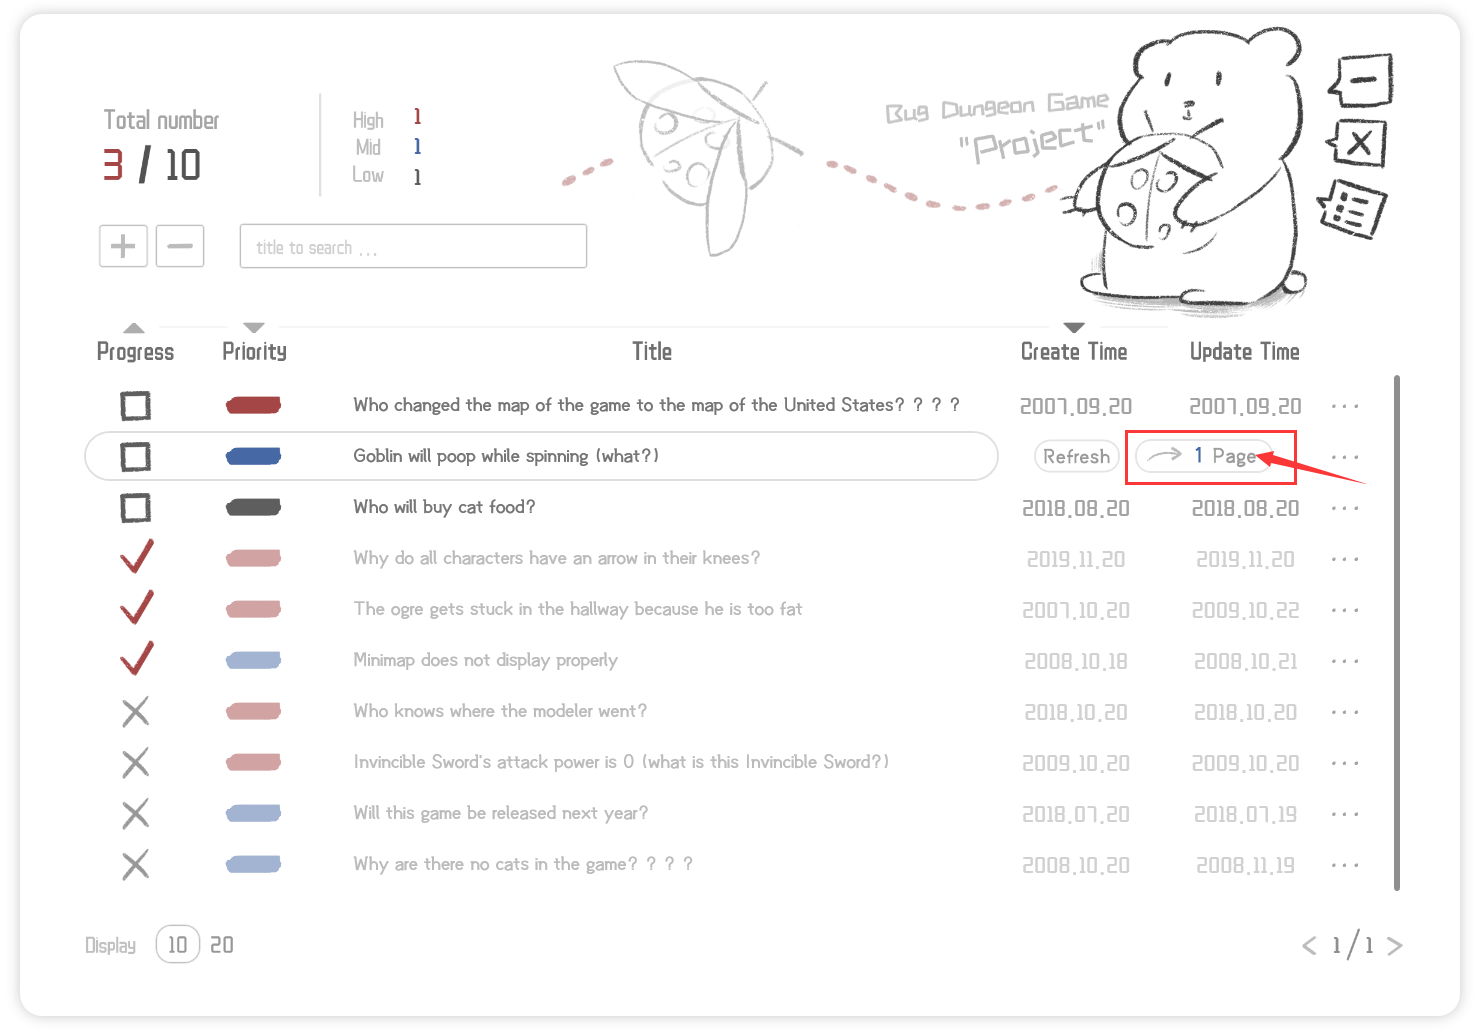 Total number
3 / 10
High 1
Mid 1
Low 1
Bug Dungeon Game
"Project"
title to search ...
Progress Priority Title Create Time Update Time
Who changed the map of the game to the map of the United States? ? ? ? 2007.09.20 2007.09.20 ...
Goblin will poop while spinning (what?) Refresh 1 Page ...
Who will buy cat food? 2018.08.20 2018.08.20 ...
Why do all characters have an arrow in their knees? 2019.11.20 2019.11.20 ...
The ogre gets stuck in the hallway because he is too fat 2007.10.20 2009.10.22 ...
Minimap does not display properly 2008.10.18 2008.10.21 ...
Who knows where the modeler went? 2018.10.20 2018.10.20 ...
Invincible Sword's attack power is 0 (what is this Invincible Sword?) 2009.10.20 2009.10.20 ...
Will this game be released next year? 2018.07.20 2018.07.19 ...
Why are there no cats in the game? ? ? ? 2008.10.20 2008.11.19 ...
Display 10 20
< 1/1 >